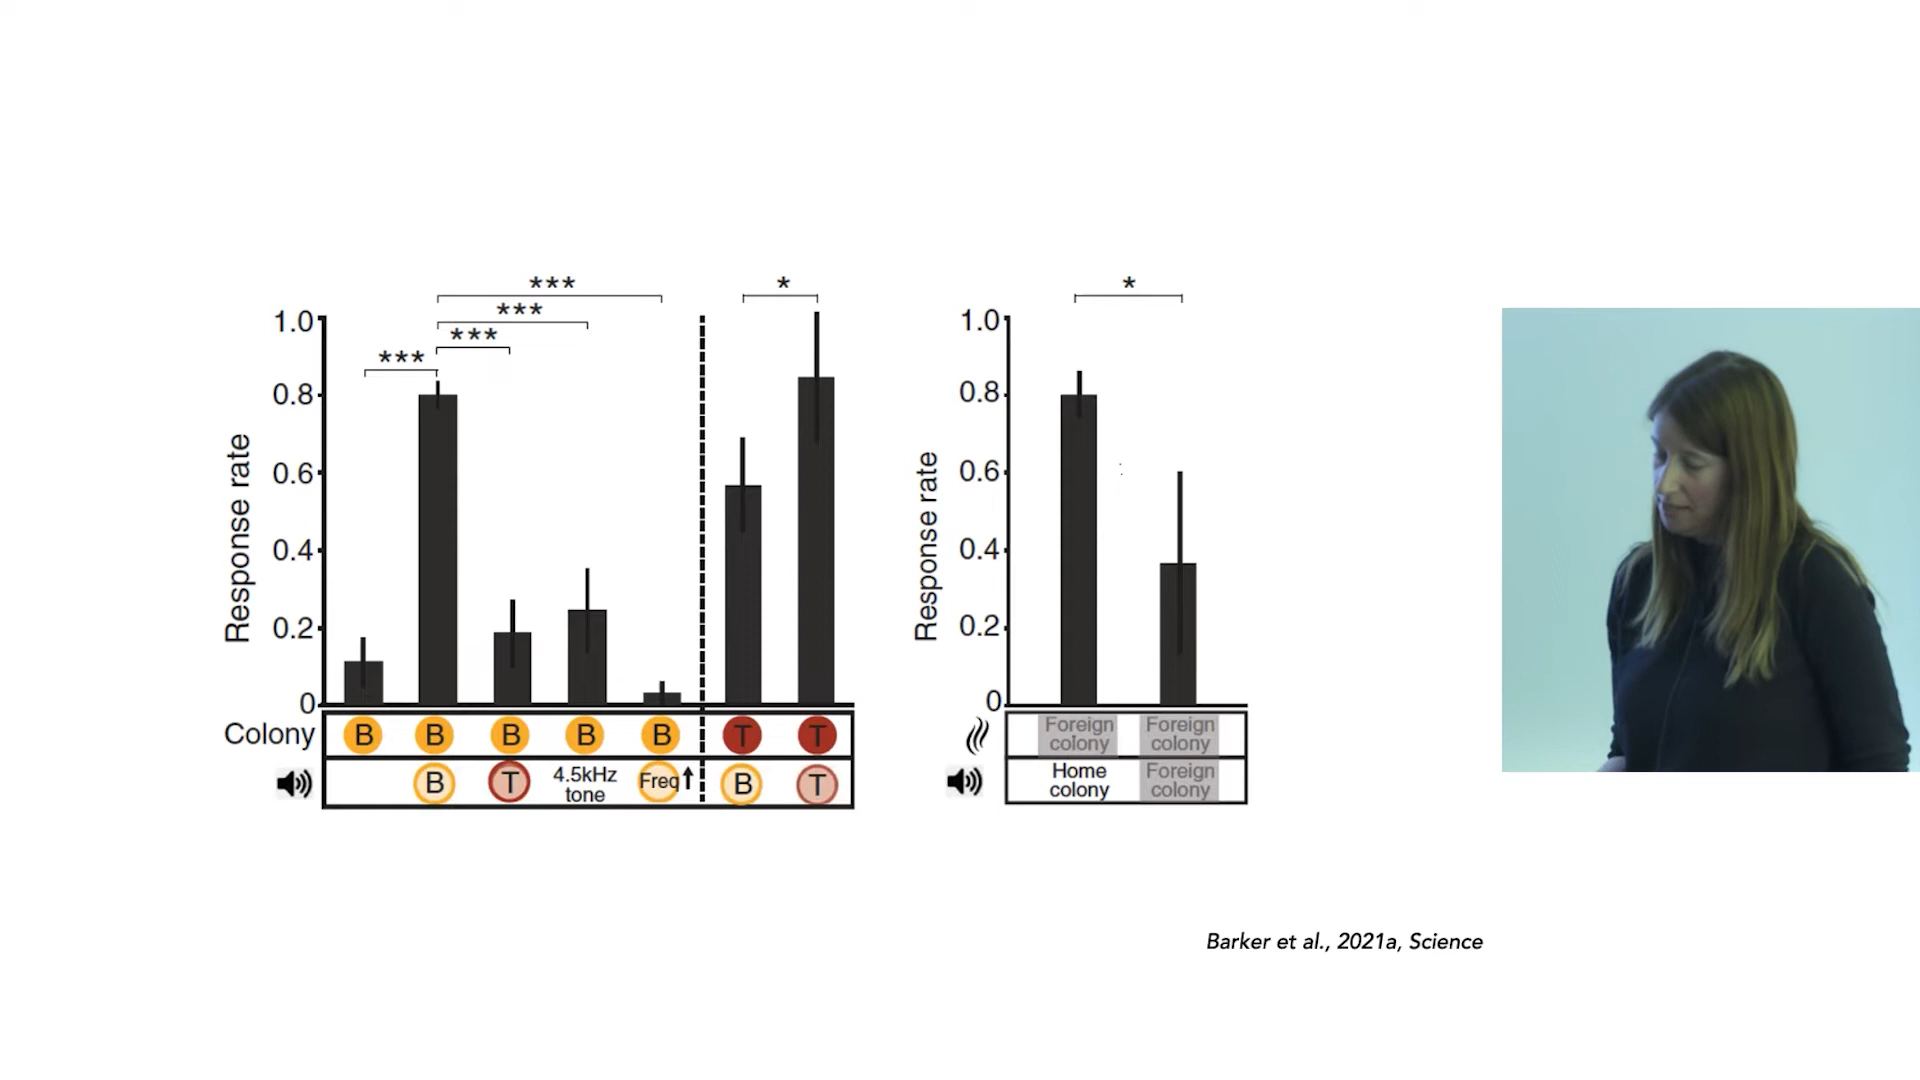 ***
*
***
***
***
1.0
0.8
0.6
0.4
0.2
0
Response rate
Colony B B B B B T T
B T 4.5kHz tone Freq↑ B T
*
1.0
0.8
0.6
0.4
0.2
0
Response rate
Foreign colony Foreign colony
Home colony Foreign colony
Barker et al., 2021a, Science